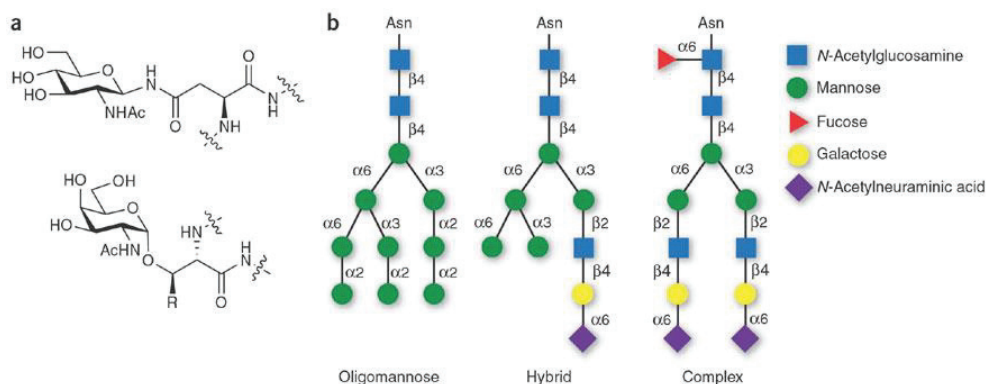 a
HO
O
HO
HO
NHAc
H
N
O
O
NH
H
N
HO
OH
O
HO
AcHN
O
HN
R
O
H
N
b
Asn
β4
β4
α6 α3
α6 α3 α2
α2 α2 α2
Oligomannose
Asn
β4
β4
α6 α3
α6 α3 β2
β4
α6
Hybrid
Asn
α6
β4
β4
α6 α3
β2 β2
β4 β4
α6 α6
Complex
N-Acetylglucosamine
Mannose
Fucose
Galactose
N-Acetylneuraminic acid